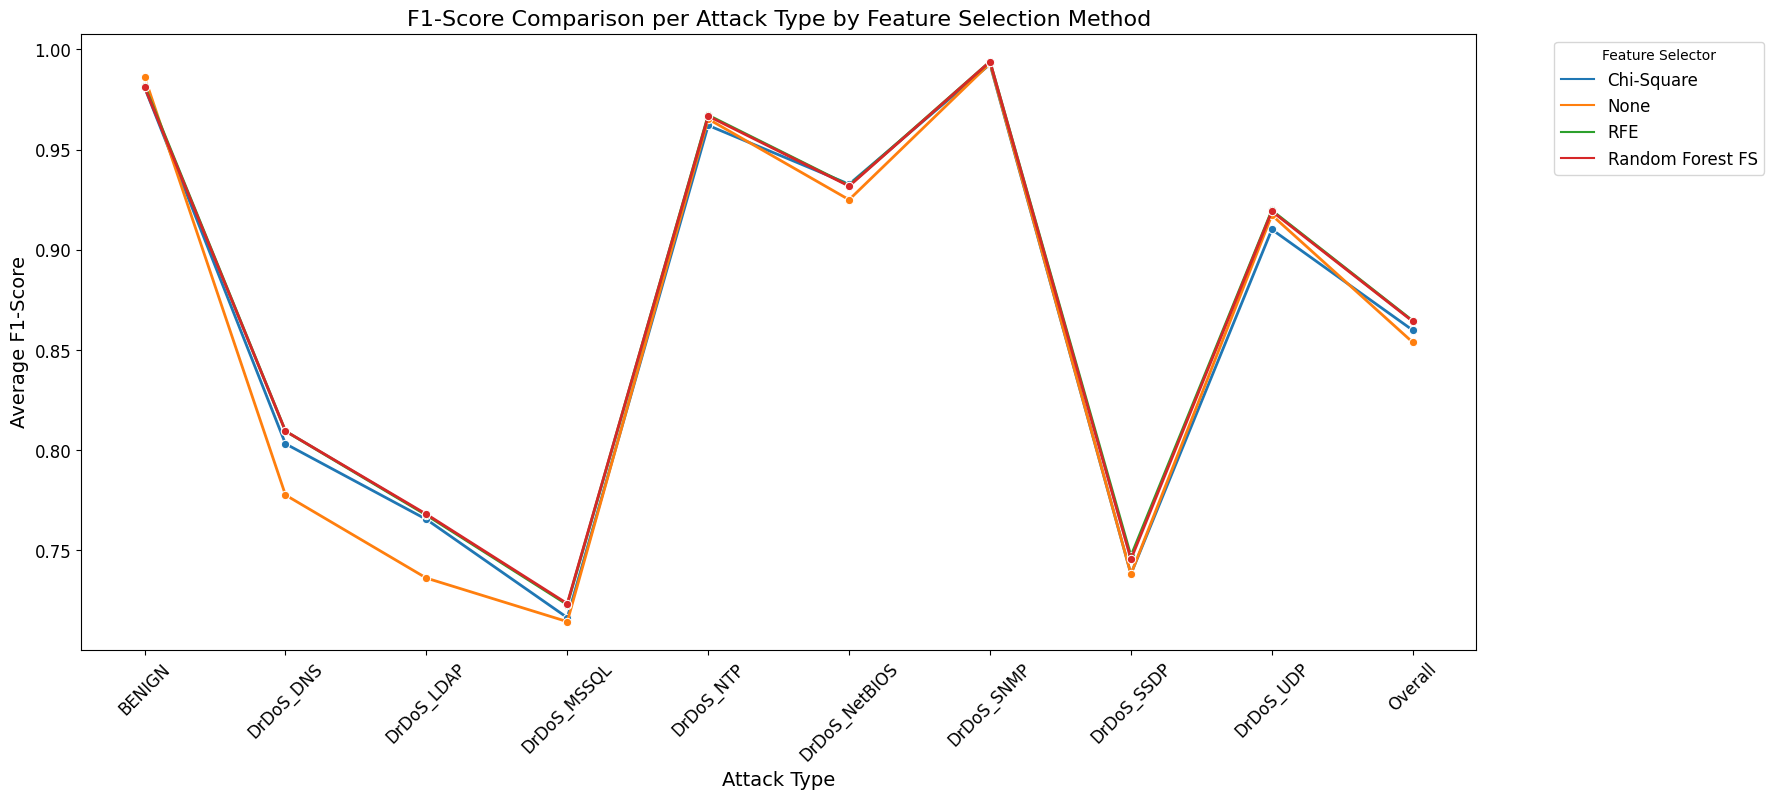 F1-Score Comparison per Attack Type by Feature Selection Method
Average F1-Score
1.00
0.95
0.90
0.85
0.80
0.75
BENIGN
DrDoS_DNS
DrDoS_LDAP
DrDoS_MSSQL
DrDoS_NTP
DrDoS_NetBIOS
DrDoS_SNMP
DrDoS_SSDP
DrDoS_UDP
Overall
Attack Type
Feature Selector
Chi-Square
None
RFE
Random Forest FS